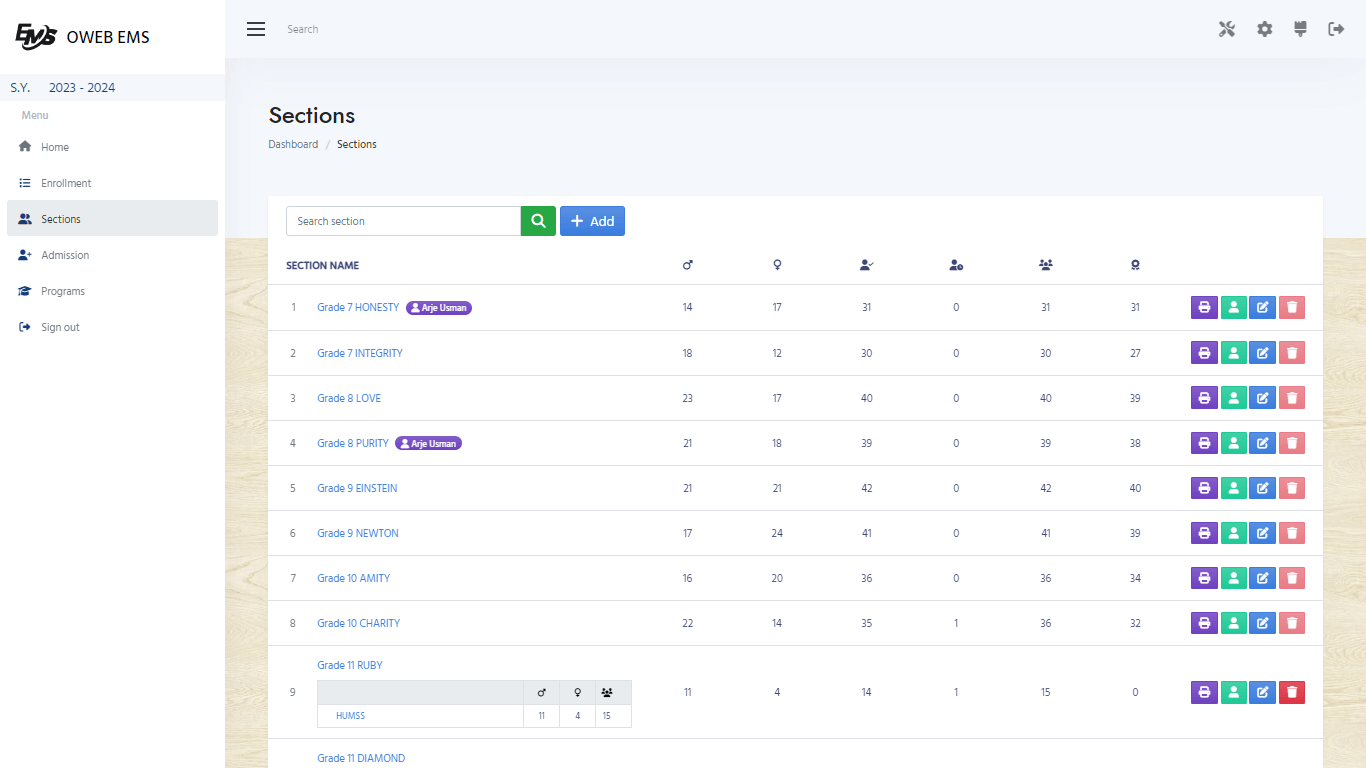 EMS OWEB EMS
Search
S.Y. 2023 - 2024
Menu
Home
Enrollment
Sections
Admission
Programs
Sign out
Sections
Dashboard / Sections
Search section
Add
SECTION NAME
1 Grade 7 HONESTY Arje Usman 14 17 31 0 31 31
2 Grade 7 INTEGRITY 18 12 30 0 30 27
3 Grade 8 LOVE 23 17 40 0 40 39
4 Grade 8 PURITY Arje Usman 21 18 39 0 39 38
5 Grade 9 EINSTEIN 21 21 42 0 42 40
6 Grade 9 NEWTON 17 24 41 0 41 39
7 Grade 10 AMITY 16 20 36 0 36 34
8 Grade 10 CHARITY 22 14 35 1 36 32
Grade 11 RUBY
9 11 4 14 1 15 0
HUMSS 11 4 15
Grade 11 DIAMOND